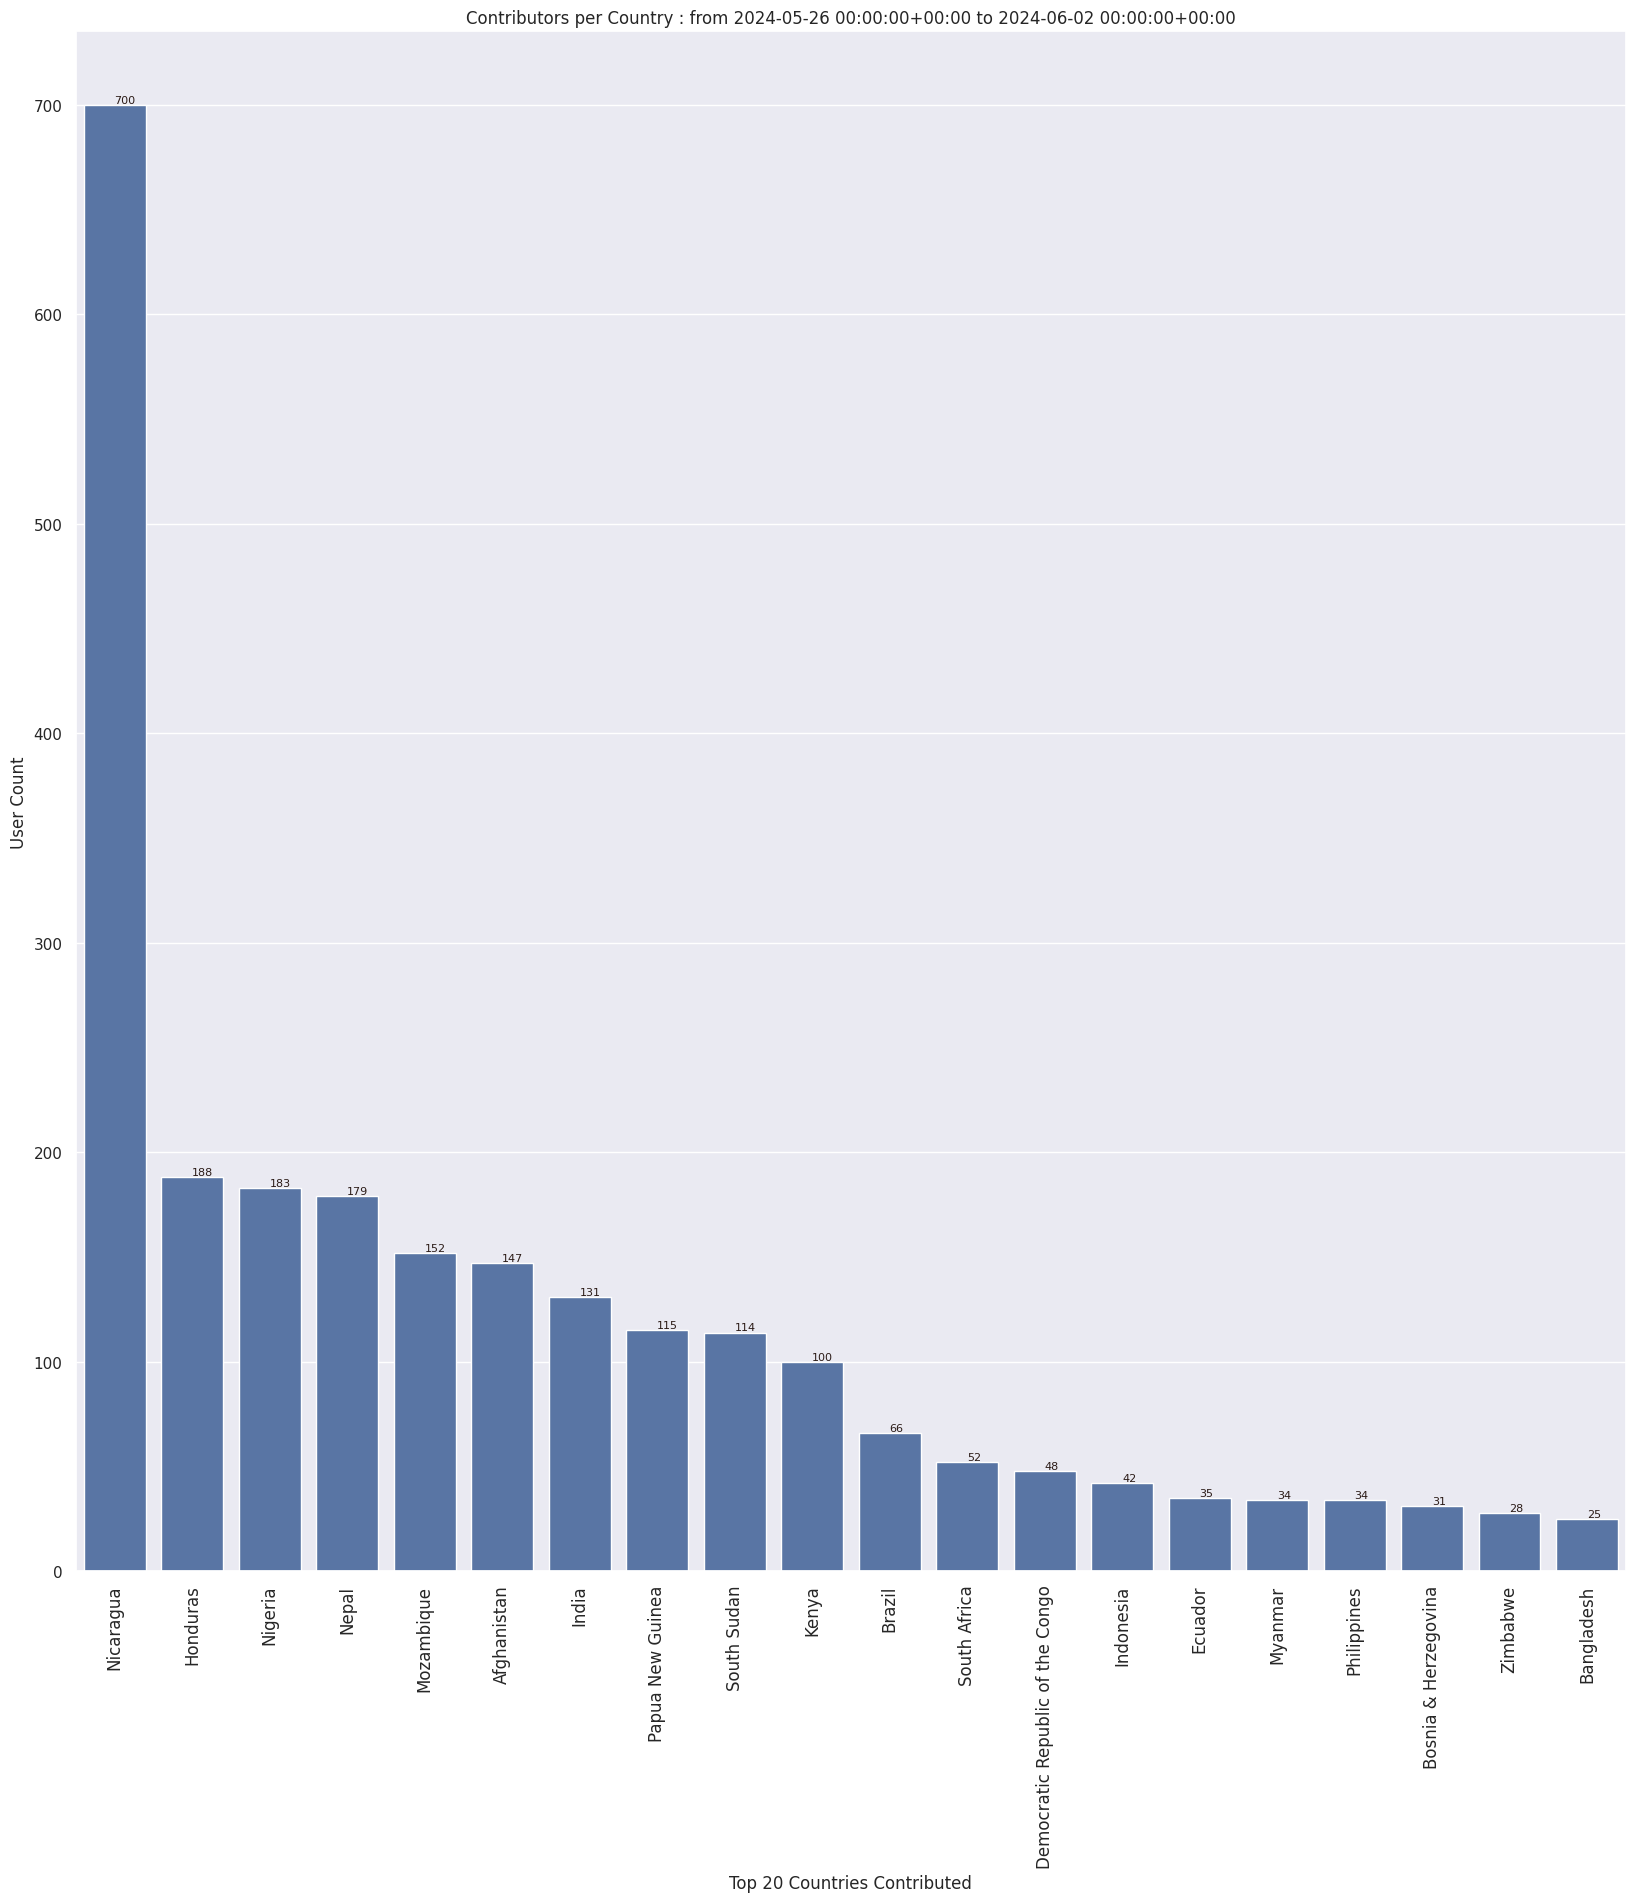 Contributors per Country : from 2024-05-26 00:00:00+00:00 to 2024-06-02 00:00:00+00:00
User Count
700
600
500
400
300
200
100
0
700
188
183
179
152
147
131
115
114
100
66
52
48
42
35
34
34
31
28
25
Nicaragua
Honduras
Nigeria
Nepal
Mozambique
Afghanistan
India
Papua New Guinea
South Sudan
Kenya
Brazil
South Africa
Democratic Republic of the Congo
Indonesia
Ecuador
Myanmar
Philippines
Bosnia & Herzegovina
Zimbabwe
Bangladesh
Top 20 Countries Contributed